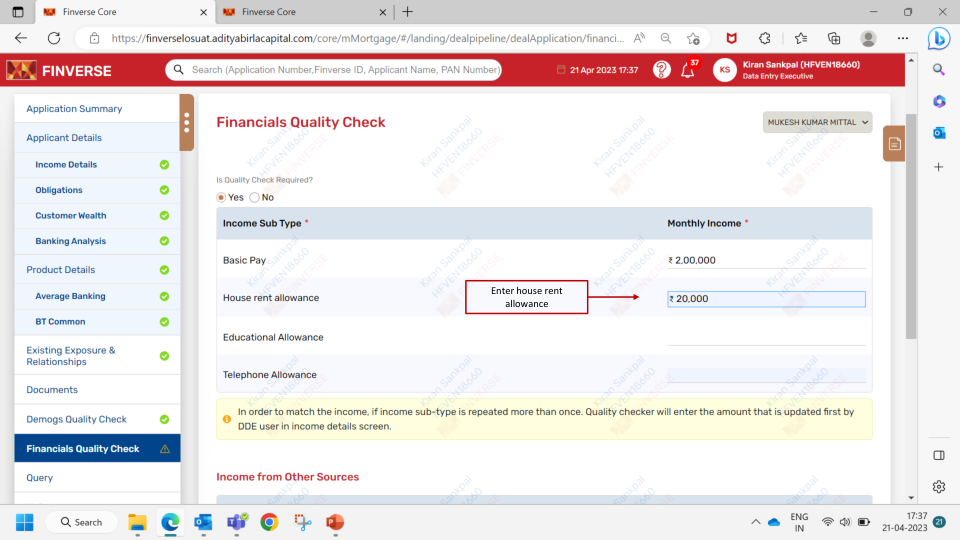 Finverse Core
Finverse Core
https://finverselosuat.adityabirlacapital.com/core/mMortgage/#/landing/dealpipeline/dealApplication/financi...
FINVERSE
Search (Application Number,Finverse ID, Applicant Name, PAN Number)
21 Apr 2023 17:37
37
KS
Kiran Sankpal (HFVEN18660)
Data Entry Executive
Application Summary
Applicant Details
Income Details
Obligations
Customer Wealth
Banking Analysis
Product Details
Average Banking
BT Common
Existing Exposure &
Relationships
Documents
Demogs Quality Check
Financials Quality Check
Query
Financials Quality Check
MUKESH KUMAR MITTAL
Is Quality Check Required?
Yes No
Income Sub Type * Monthly Income *
Basic Pay ₹ 2,00,000
House rent allowance ₹ 20,000
Enter house rent
allowance
Educational Allowance
Telephone Allowance
In order to match the income, if income sub-type is repeated more than once. Quality checker will enter the amount that is updated first by
DDE user in income details screen.
Income from Other Sources
Kiran Sankpal
HFVEN18660
FINVERSE
Search
ENG
IN
17:37
21-04-2023
21